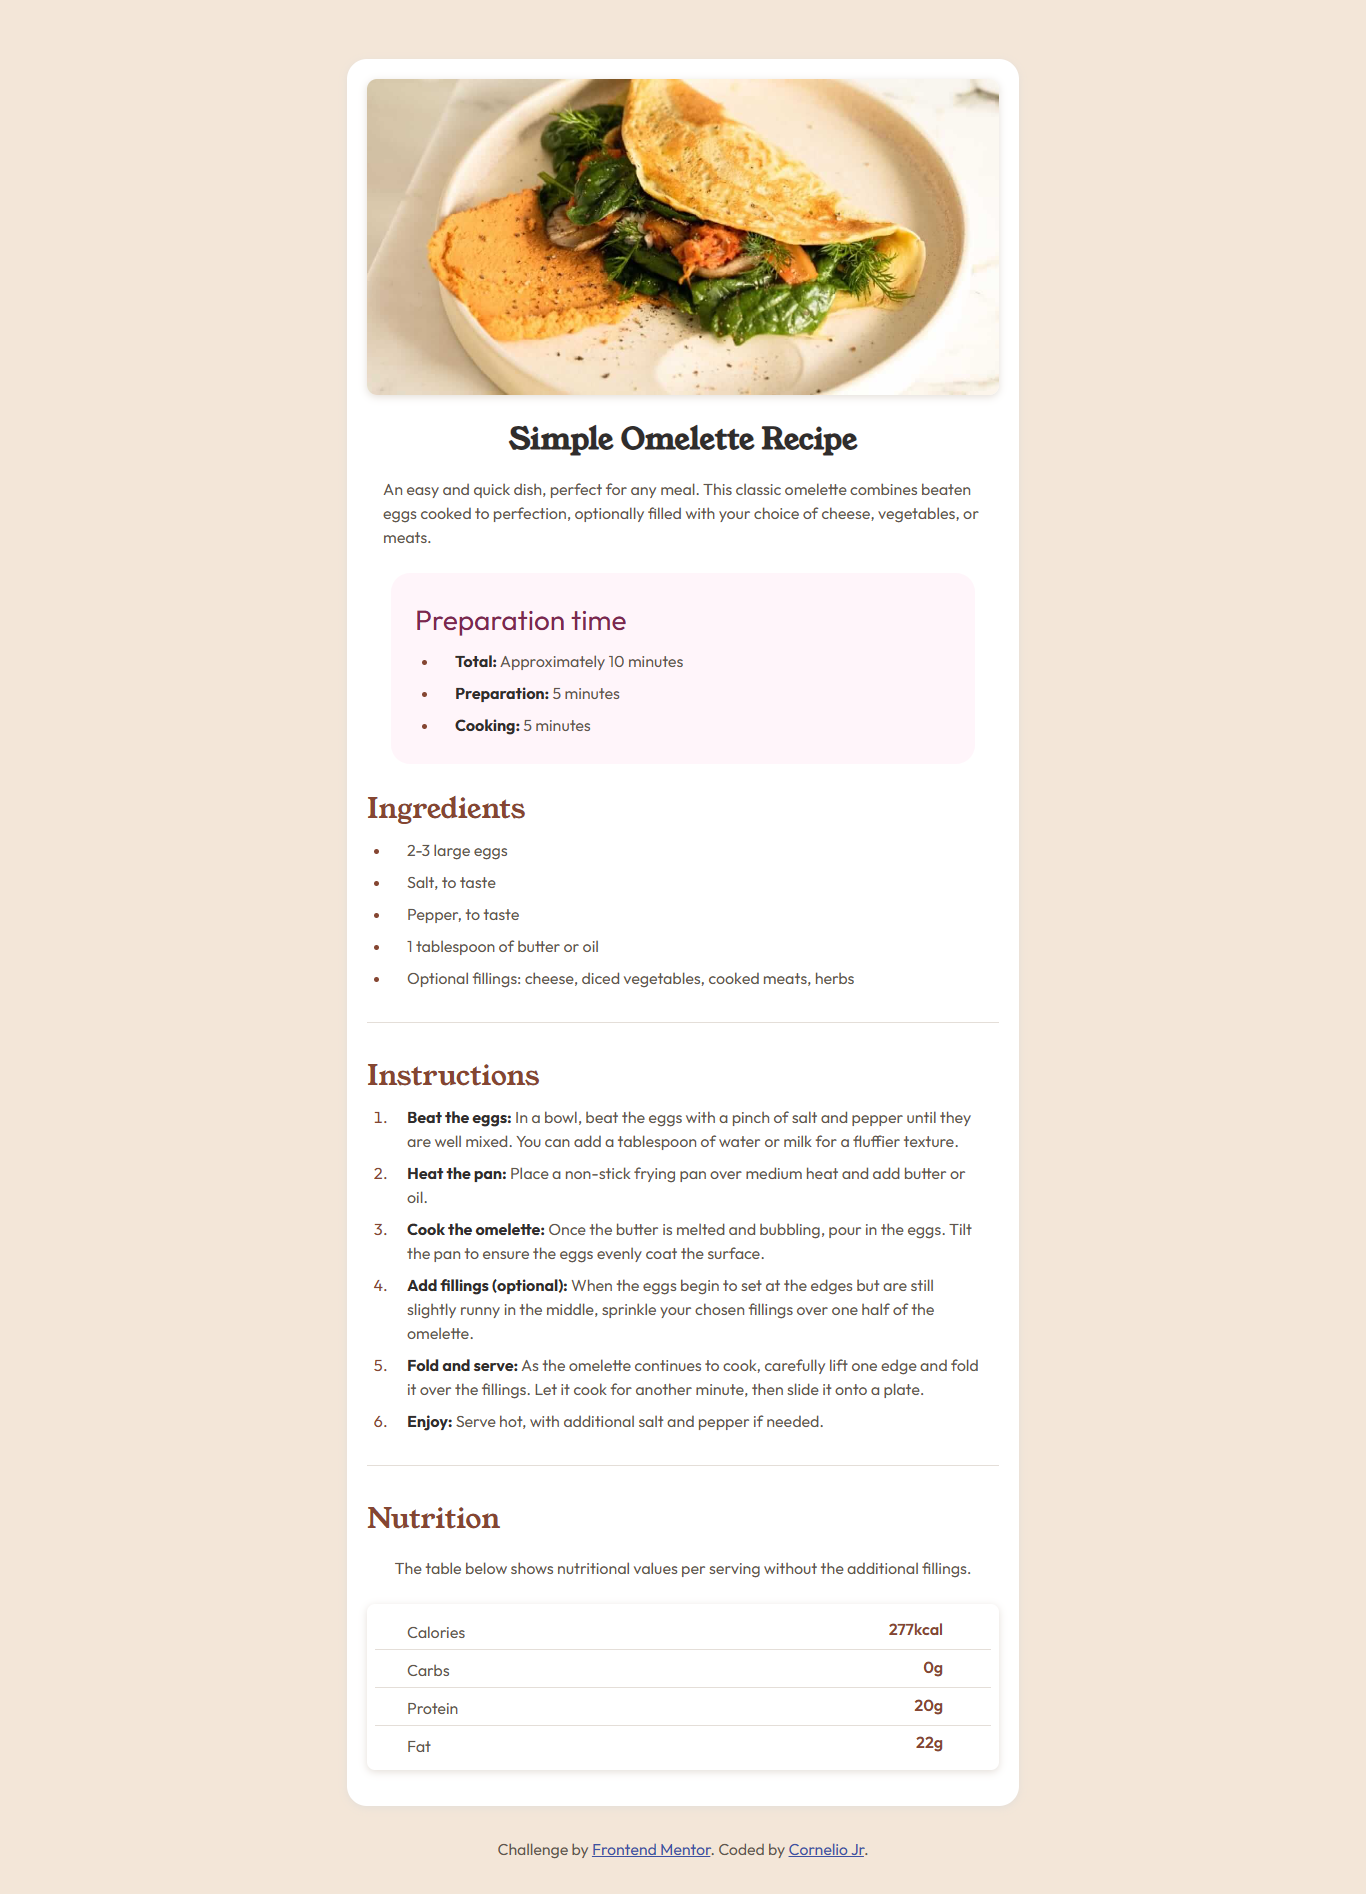 Simple Omelette Recipe
An easy and quick dish, perfect for any meal. This classic omelette combines beaten
eggs cooked to perfection, optionally filled with your choice of cheese, vegetables, or
meats.
Preparation time
• Total: Approximately 10 minutes
• Preparation: 5 minutes
• Cooking: 5 minutes
Ingredients
• 2-3 large eggs
• Salt, to taste
• Pepper, to taste
• 1 tablespoon of butter or oil
• Optional fillings: cheese, diced vegetables, cooked meats, herbs
Instructions
1. Beat the eggs: In a bowl, beat the eggs with a pinch of salt and pepper until they
are well mixed. You can add a tablespoon of water or milk for a fluffier texture.
2. Heat the pan: Place a non-stick frying pan over medium heat and add butter or
oil.
3. Cook the omelette: Once the butter is melted and bubbling, pour in the eggs. Tilt
the pan to ensure the eggs evenly coat the surface.
4. Add fillings (optional): When the eggs begin to set at the edges but are still
slightly runny in the middle, sprinkle your chosen fillings over one half of the
omelette.
5. Fold and serve: As the omelette continues to cook, carefully lift one edge and fold
it over the fillings. Let it cook for another minute, then slide it onto a plate.
6. Enjoy: Serve hot, with additional salt and pepper if needed.
Nutrition
The table below shows nutritional values per serving without the additional fillings.
Calories 277kcal
Carbs 0g
Protein 20g
Fat 22g
Challenge by Frontend Mentor. Coded by Cornelio Jr.